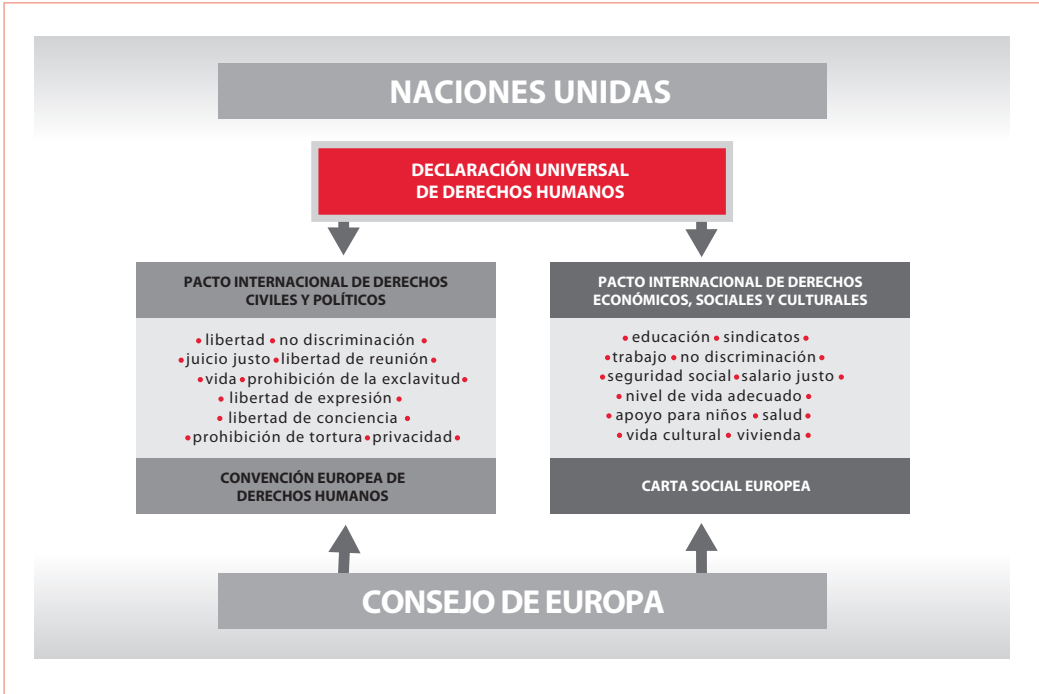 NACIONES UNIDAS
DECLARACIÓN UNIVERSAL
DE DERECHOS HUMANOS
PACTO INTERNACIONAL DE DERECHOS
CIVILES Y POLÍTICOS
• libertad • no discriminación •
• juicio justo • libertad de reunión •
• vida • prohibición de la exclavitud •
• libertad de expresión •
• libertad de conciencia •
• prohibición de tortura • privacidad •
CONVENCIÓN EUROPEA DE
DERECHOS HUMANOS
PACTO INTERNACIONAL DE DERECHOS
ECONÓMICOS, SOCIALES Y CULTURALES
• educación • sindicatos •
• trabajo • no discriminación •
• seguridad social • salario justo •
• nivel de vida adecuado •
• apoyo para niños • salud •
• vida cultural • vivienda •
CARTA SOCIAL EUROPEA
CONSEJO DE EUROPA